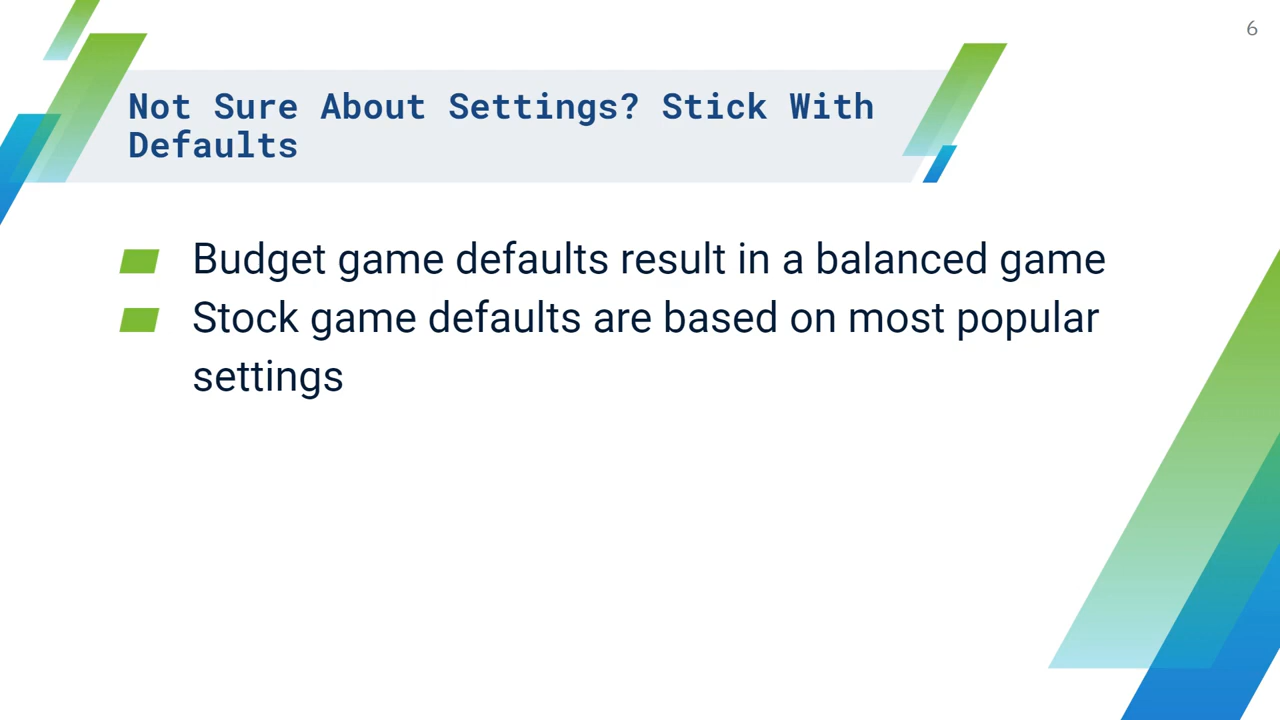 6
Not Sure About Settings? Stick With
Defaults
Budget game defaults result in a balanced game
Stock game defaults are based on most popular
settings